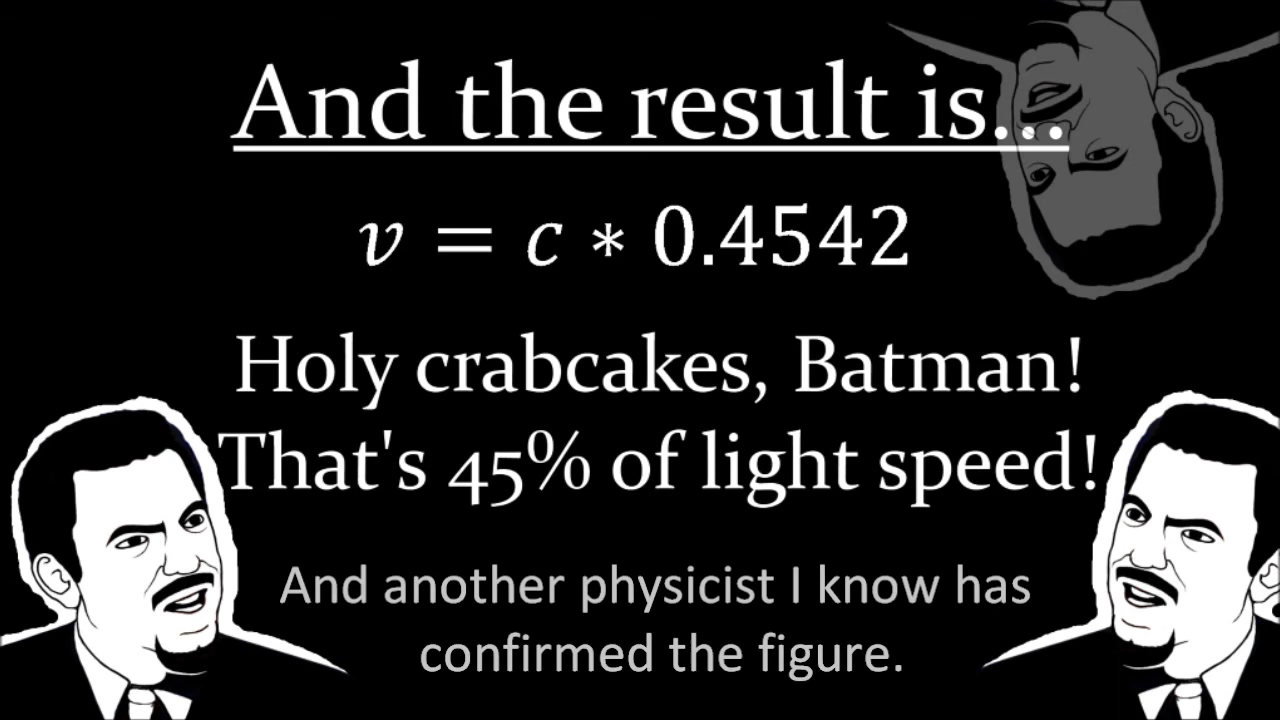 And the result is...
v = c * 0.4542
Holy crabcakes, Batman!
That's 45% of light speed!
And another physicist I know has
confirmed the figure.